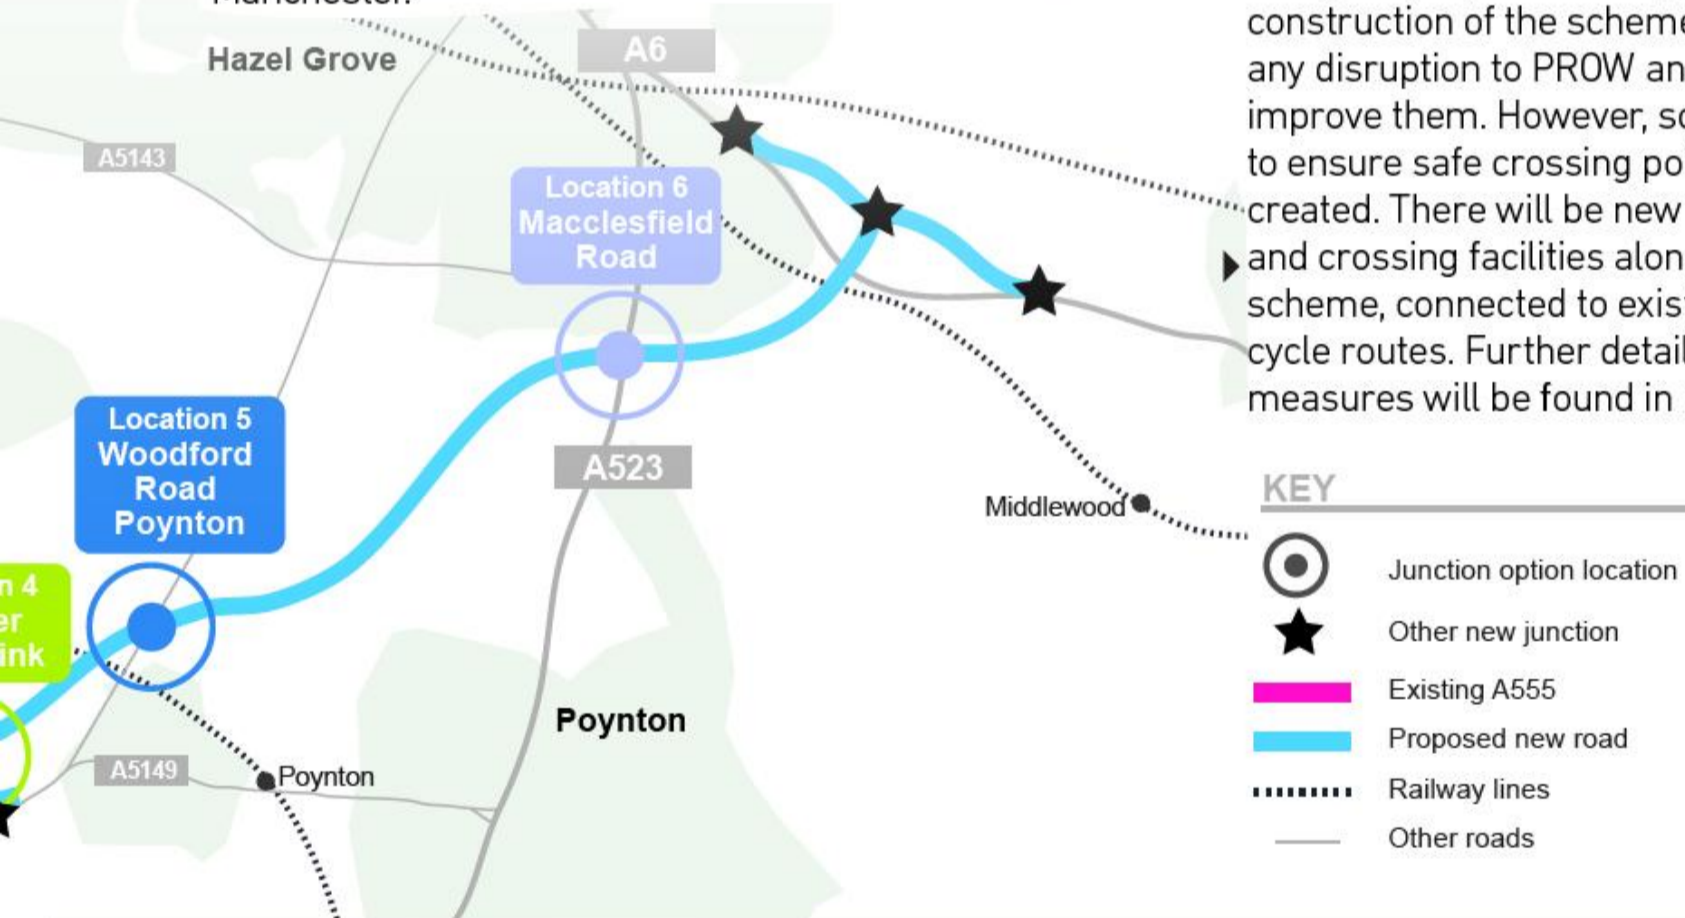 Hazel Grove
A6
A5143
Location 6
Macclesfield
Road
Location 5
Woodford
Road
Poynton
A523
Middlewood
n 4
er
ink
Poynton
A5149
Poynton
construction of the scheme
any disruption to PROW an
improve them. However, so
to ensure safe crossing po
created. There will be new
and crossing facilities alon
scheme, connected to exis
cycle routes. Further detail
measures will be found in
KEY
Junction option location
Other new junction
Existing A555
Proposed new road
Railway lines
Other roads